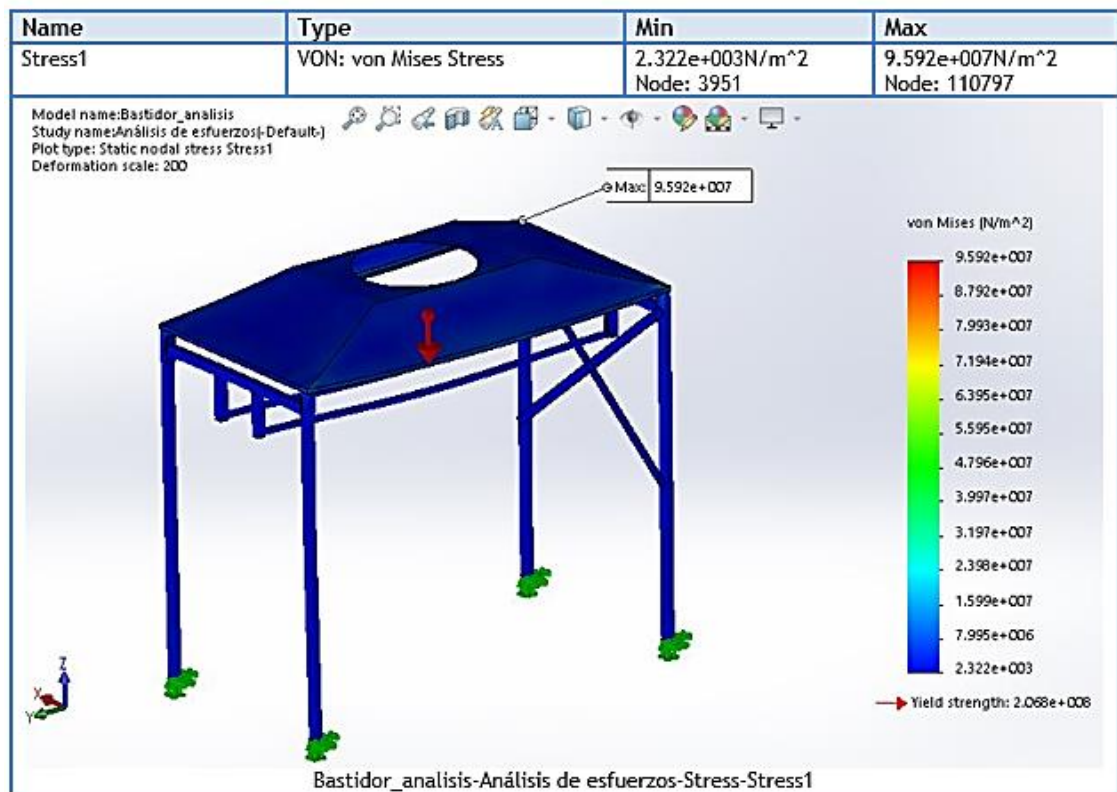 Name Type Min Max
Stress1 VON: von Mises Stress 2.322e+003N/m^2 9.592e+007N/m^2
Node: 3951 Node: 110797
Model name:Bastidor_analisis
Study name:Análisis de esfuerzos(-Default-)
Plot type: Static nodal stress Stress1
Deformation scale: 200
Max: 9.592e+007
von Mises (N/m^2)
9.592e+007
8.792e+007
7.993e+007
7.194e+007
6.395e+007
5.595e+007
4.796e+007
3.997e+007
3.197e+007
2.398e+007
1.599e+007
7.995e+006
2.322e+003
Yield strength: 2.068e+008
Z
X
Y
Bastidor_analisis-Análisis de esfuerzos-Stress-Stress1